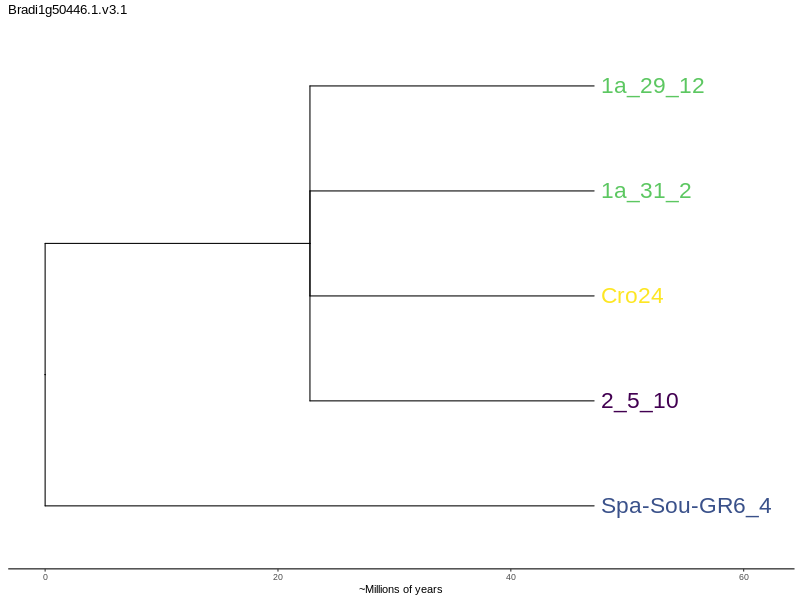 Bradi1g50446.1.v3.1
1a_29_12
1a_31_2
Cro24
2_5_10
Spa-Sou-GR6_4
0 20 40 60
~Millions of years